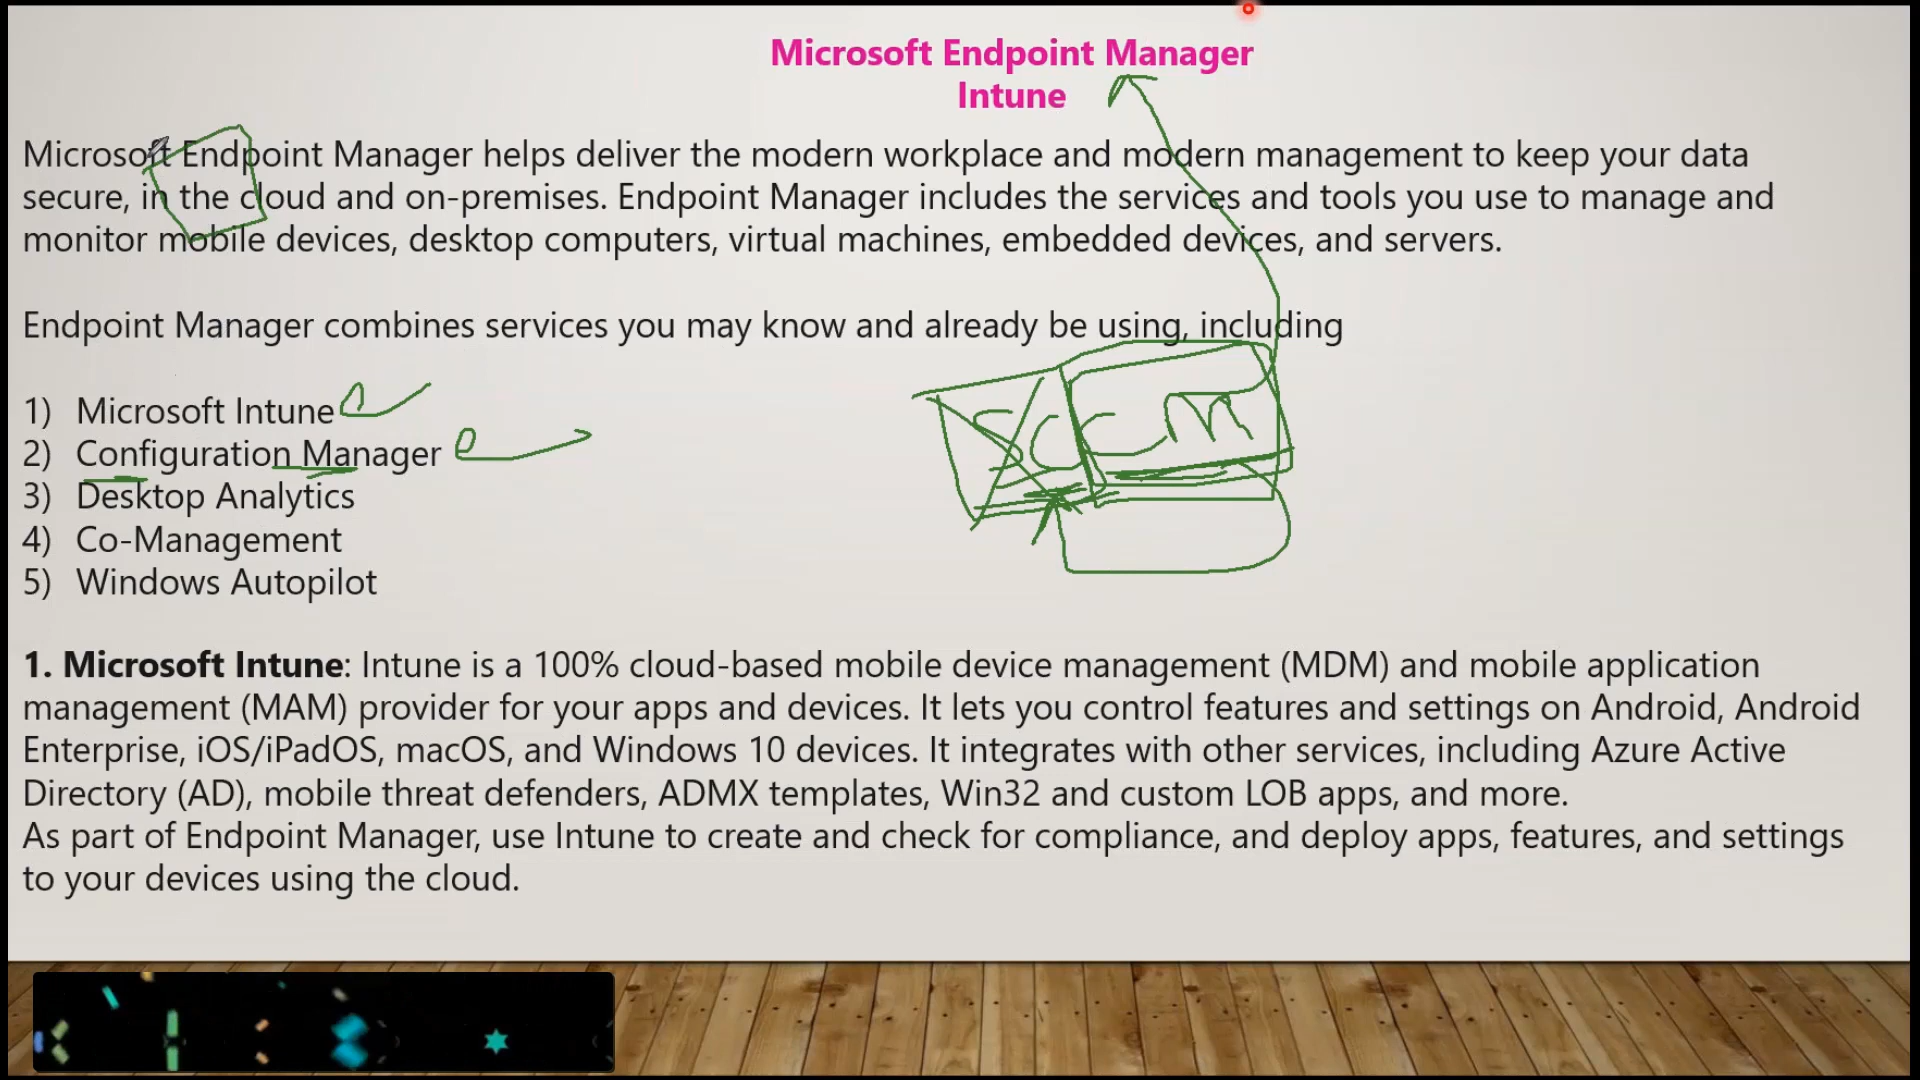 Microsoft Endpoint Manager
Intune
Microsoft Endpoint Manager helps deliver the modern workplace and modern management to keep your data
secure, in the cloud and on-premises. Endpoint Manager includes the services and tools you use to manage and
monitor mobile devices, desktop computers, virtual machines, embedded devices, and servers.
Endpoint Manager combines services you may know and already be using, including
1) Microsoft Intune
2) Configuration Manager
SCCM
3) Desktop Analytics
4) Co-Management
5) Windows Autopilot
1. Microsoft Intune: Intune is a 100% cloud-based mobile device management (MDM) and mobile application
management (MAM) provider for your apps and devices. It lets you control features and settings on Android, Android
Enterprise, iOS/iPadOS, macOS, and Windows 10 devices. It integrates with other services, including Azure Active
Directory (AD), mobile threat defenders, ADMX templates, Win32 and custom LOB apps, and more.
As part of Endpoint Manager, use Intune to create and check for compliance, and deploy apps, features, and settings
to your devices using the cloud.